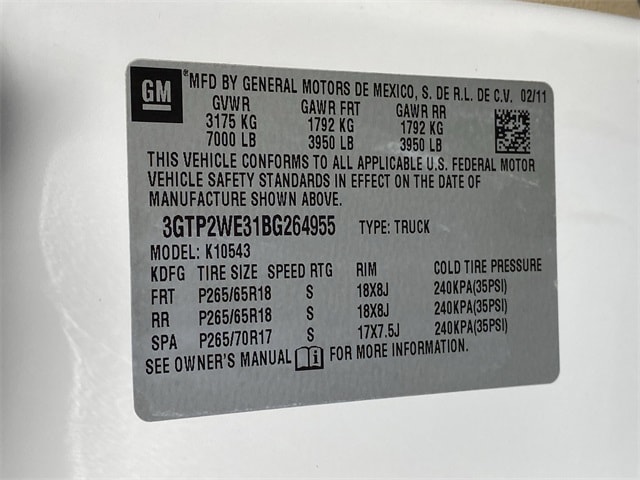 GM ® MFD BY GENERAL MOTORS DE MEXICO, S. DE R.L. DE C.V. 02/11
GVWR GAWR FRT GAWR RR
3175 KG 1792 KG 1792 KG
7000 LB 3950 LB 3950 LB
THIS VEHICLE CONFORMS TO ALL APPLICABLE U.S. FEDERAL MOTOR
VEHICLE SAFETY STANDARDS IN EFFECT ON THE DATE OF
MANUFACTURE SHOWN ABOVE.
3GTP2WE31BG264955 TYPE: TRUCK
MODEL: K10543
KDFG TIRE SIZE SPEED RTG RIM COLD TIRE PRESSURE
FRT P265/65R18 S 18X8J 240KPA(35PSI)
RR P265/65R18 S 18X8J 240KPA(35PSI)
SPA P265/70R17 S 17X7.5J 240KPA(35PSI)
SEE OWNER'S MANUAL FOR MORE INFORMATION.